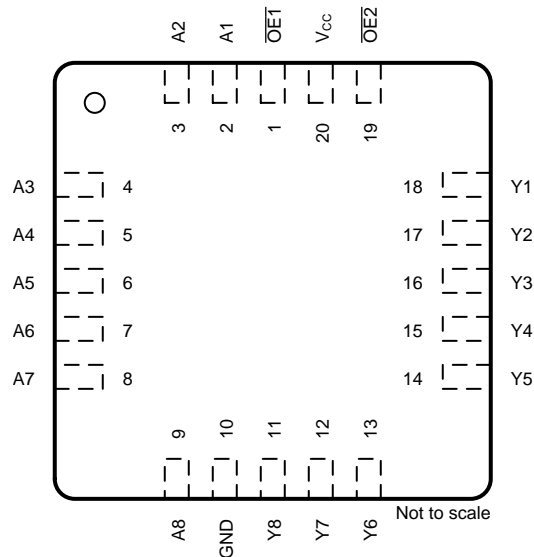 A2 A1 O̅E̅1̅ Vcc O̅E̅2̅
3 2 1 20 19
A3 4 18 Y1
A4 5 17 Y2
A5 6 16 Y3
A6 7 15 Y4
A7 8 14 Y5
9 10 11 12 13
A8 GND Y8 Y7 Y6
Not to scale